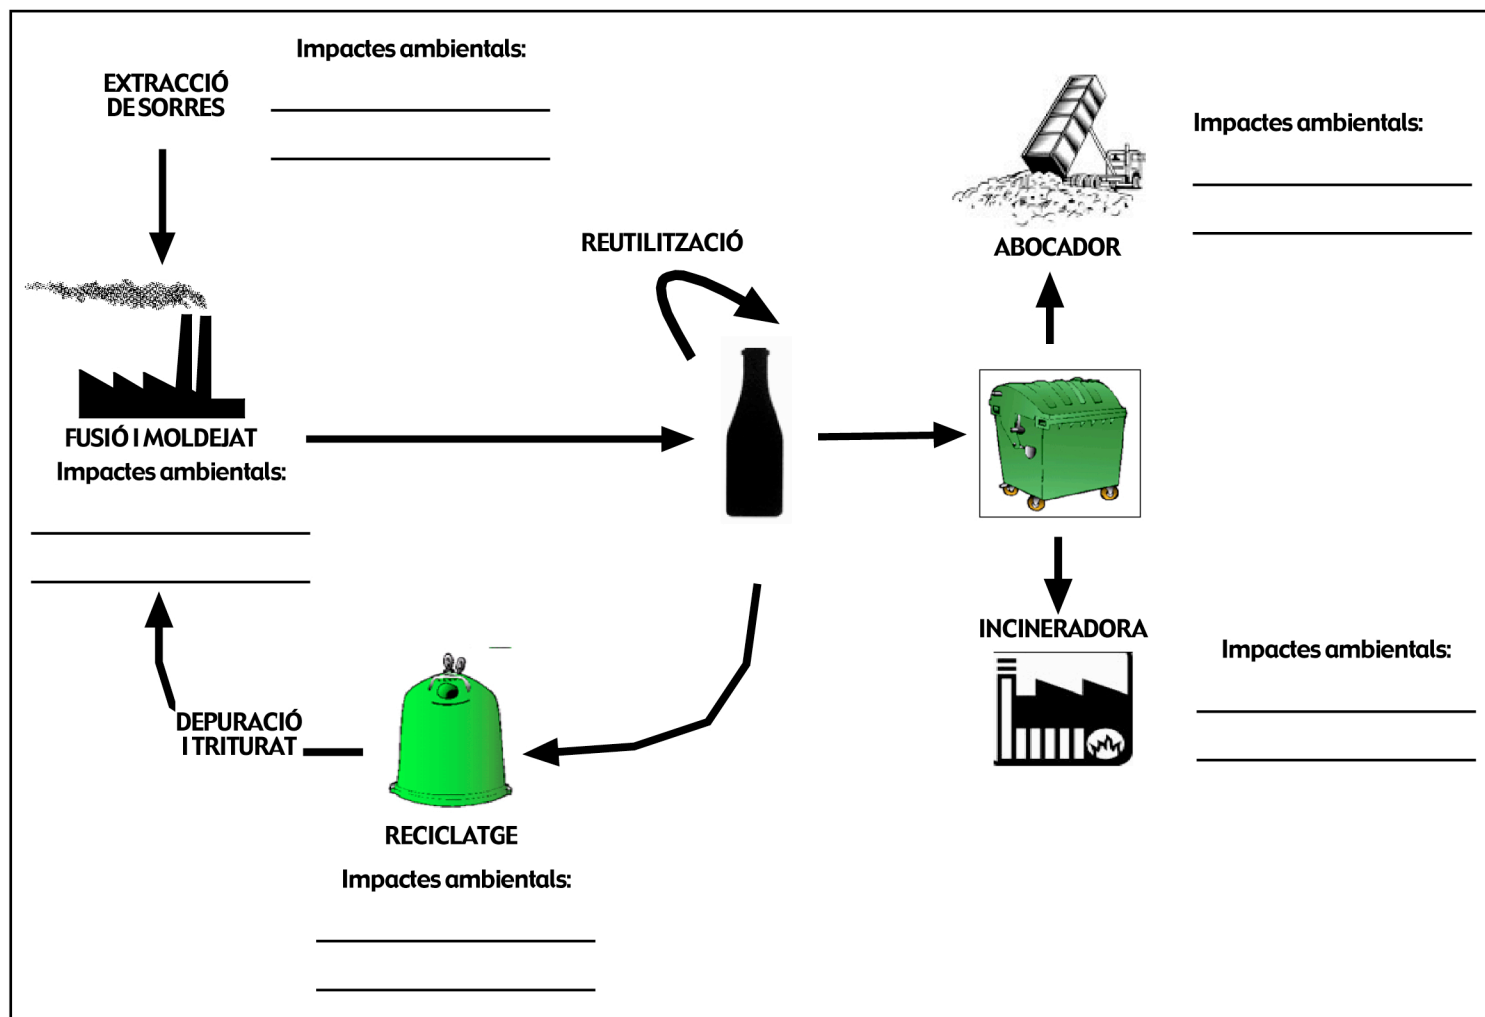 Impactes ambientals:
EXTRACCIÓ
DE SORRES
Impactes ambientals:
REUTILITZACIÓ
ABOCADOR
FUSIÓ I MOLDEJAT
Impactes ambientals:
INCINERADORA
Impactes ambientals:
DEPURACIÓ
I TRITURAT
RECICLATGE
Impactes ambientals: